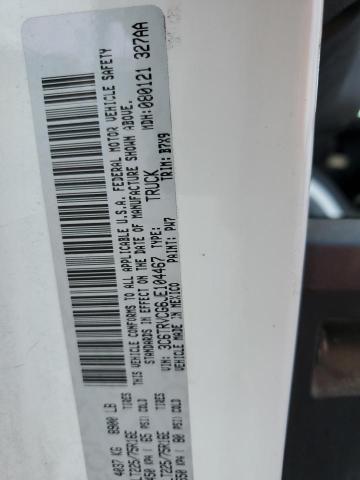 4037 KG 8900 LB
LT225/75R16E TIRES
450 KPA / 65 PSI COLD
LT225/75R16E TIRES
550 KPA / 80 PSI COLD
THIS VEHICLE CONFORMS TO ALL APPLICABLE U.S.A. FEDERAL MOTOR VEHICLE SAFETY
STANDARDS IN EFFECT ON THE DATE OF MANUFACTURE SHOWN ABOVE.
VIN: 3C6TRVCG6JE104467 TYPE: TRUCK MDH:080121 327AA
VEHICLE MADE IN MEXICO PAINT: PW7 TRIM: B7X9